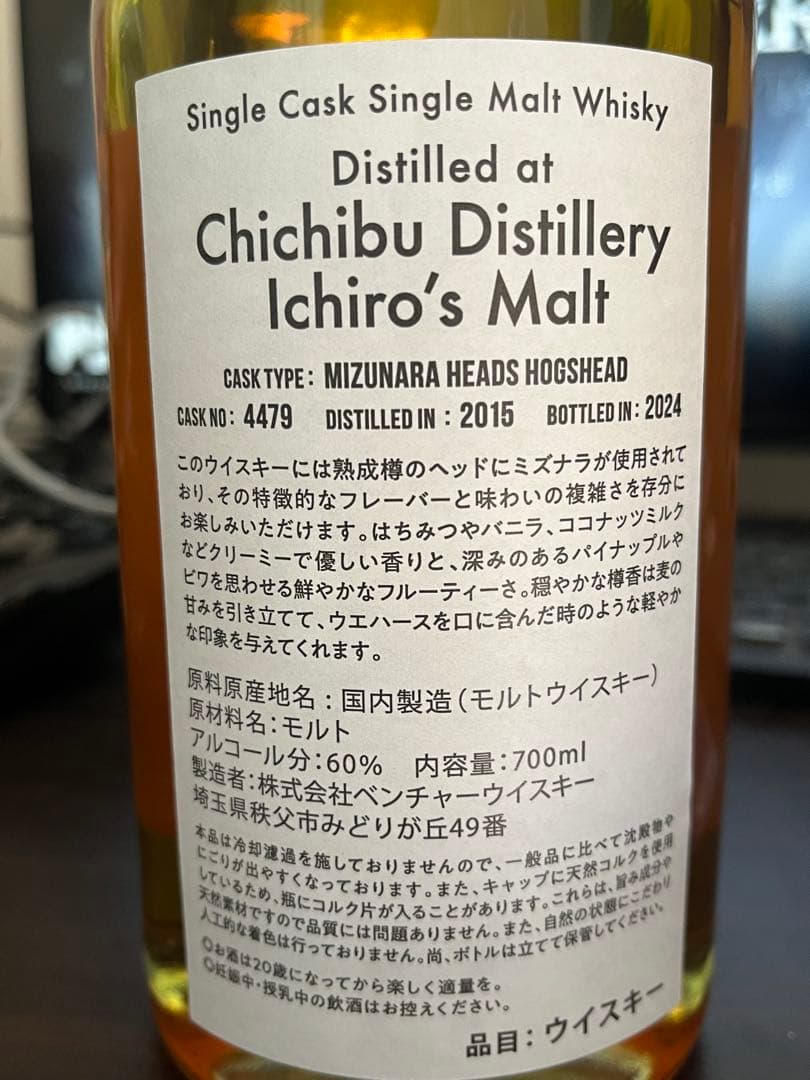 Single Cask Single Malt Whisky
Distilled at
Chichibu Distillery
Ichiro's Malt
CASK TYPE: MIZUNARA HEADS HOGSHEAD
CASK NO: 4479 DISTILLED IN : 2015 BOTTLED IN: 2024
このウイスキーには熟成樽のヘッドにミズナラが使用されて
おり、その特徴的なフレーバーと味わいの複雑さを存分に
お楽しみいただけます。はちみつやバニラ、ココナッツミルク
などクリーミーで優しい香りと、深みのあるパイナップルや
ビワを思わせる鮮やかなフルーティーさ。穏やかな樽香は麦の
甘みを引き立てて、ウエハースを口に含んだ時のような軽やか
な印象を与えてくれます。
原料原産地名：国内製造（モルトウイスキー）
原材料名：モルト
アルコール分：60% 内容量：700ml
製造者：株式会社ベンチャーウイスキー
埼玉県秩父市みどりが丘49番
本品は冷却濾過を施しておりませんので、一般品に比べて沈殿物や
にごりが出やすくなっております。また、キャップに天然コルクを使用
しているため、瓶にコルク片が入ることがあります。これらは、旨み成分や
天然素材ですので品質には問題ありません。また、自然の状態にこだわり
人工的な着色は行っておりません。尚、ボトルは立てて保管してください。
◎お酒は20歳になってから楽しく適量を。
◎妊娠中・授乳中の飲酒はお控えください。
品目：ウイスキー